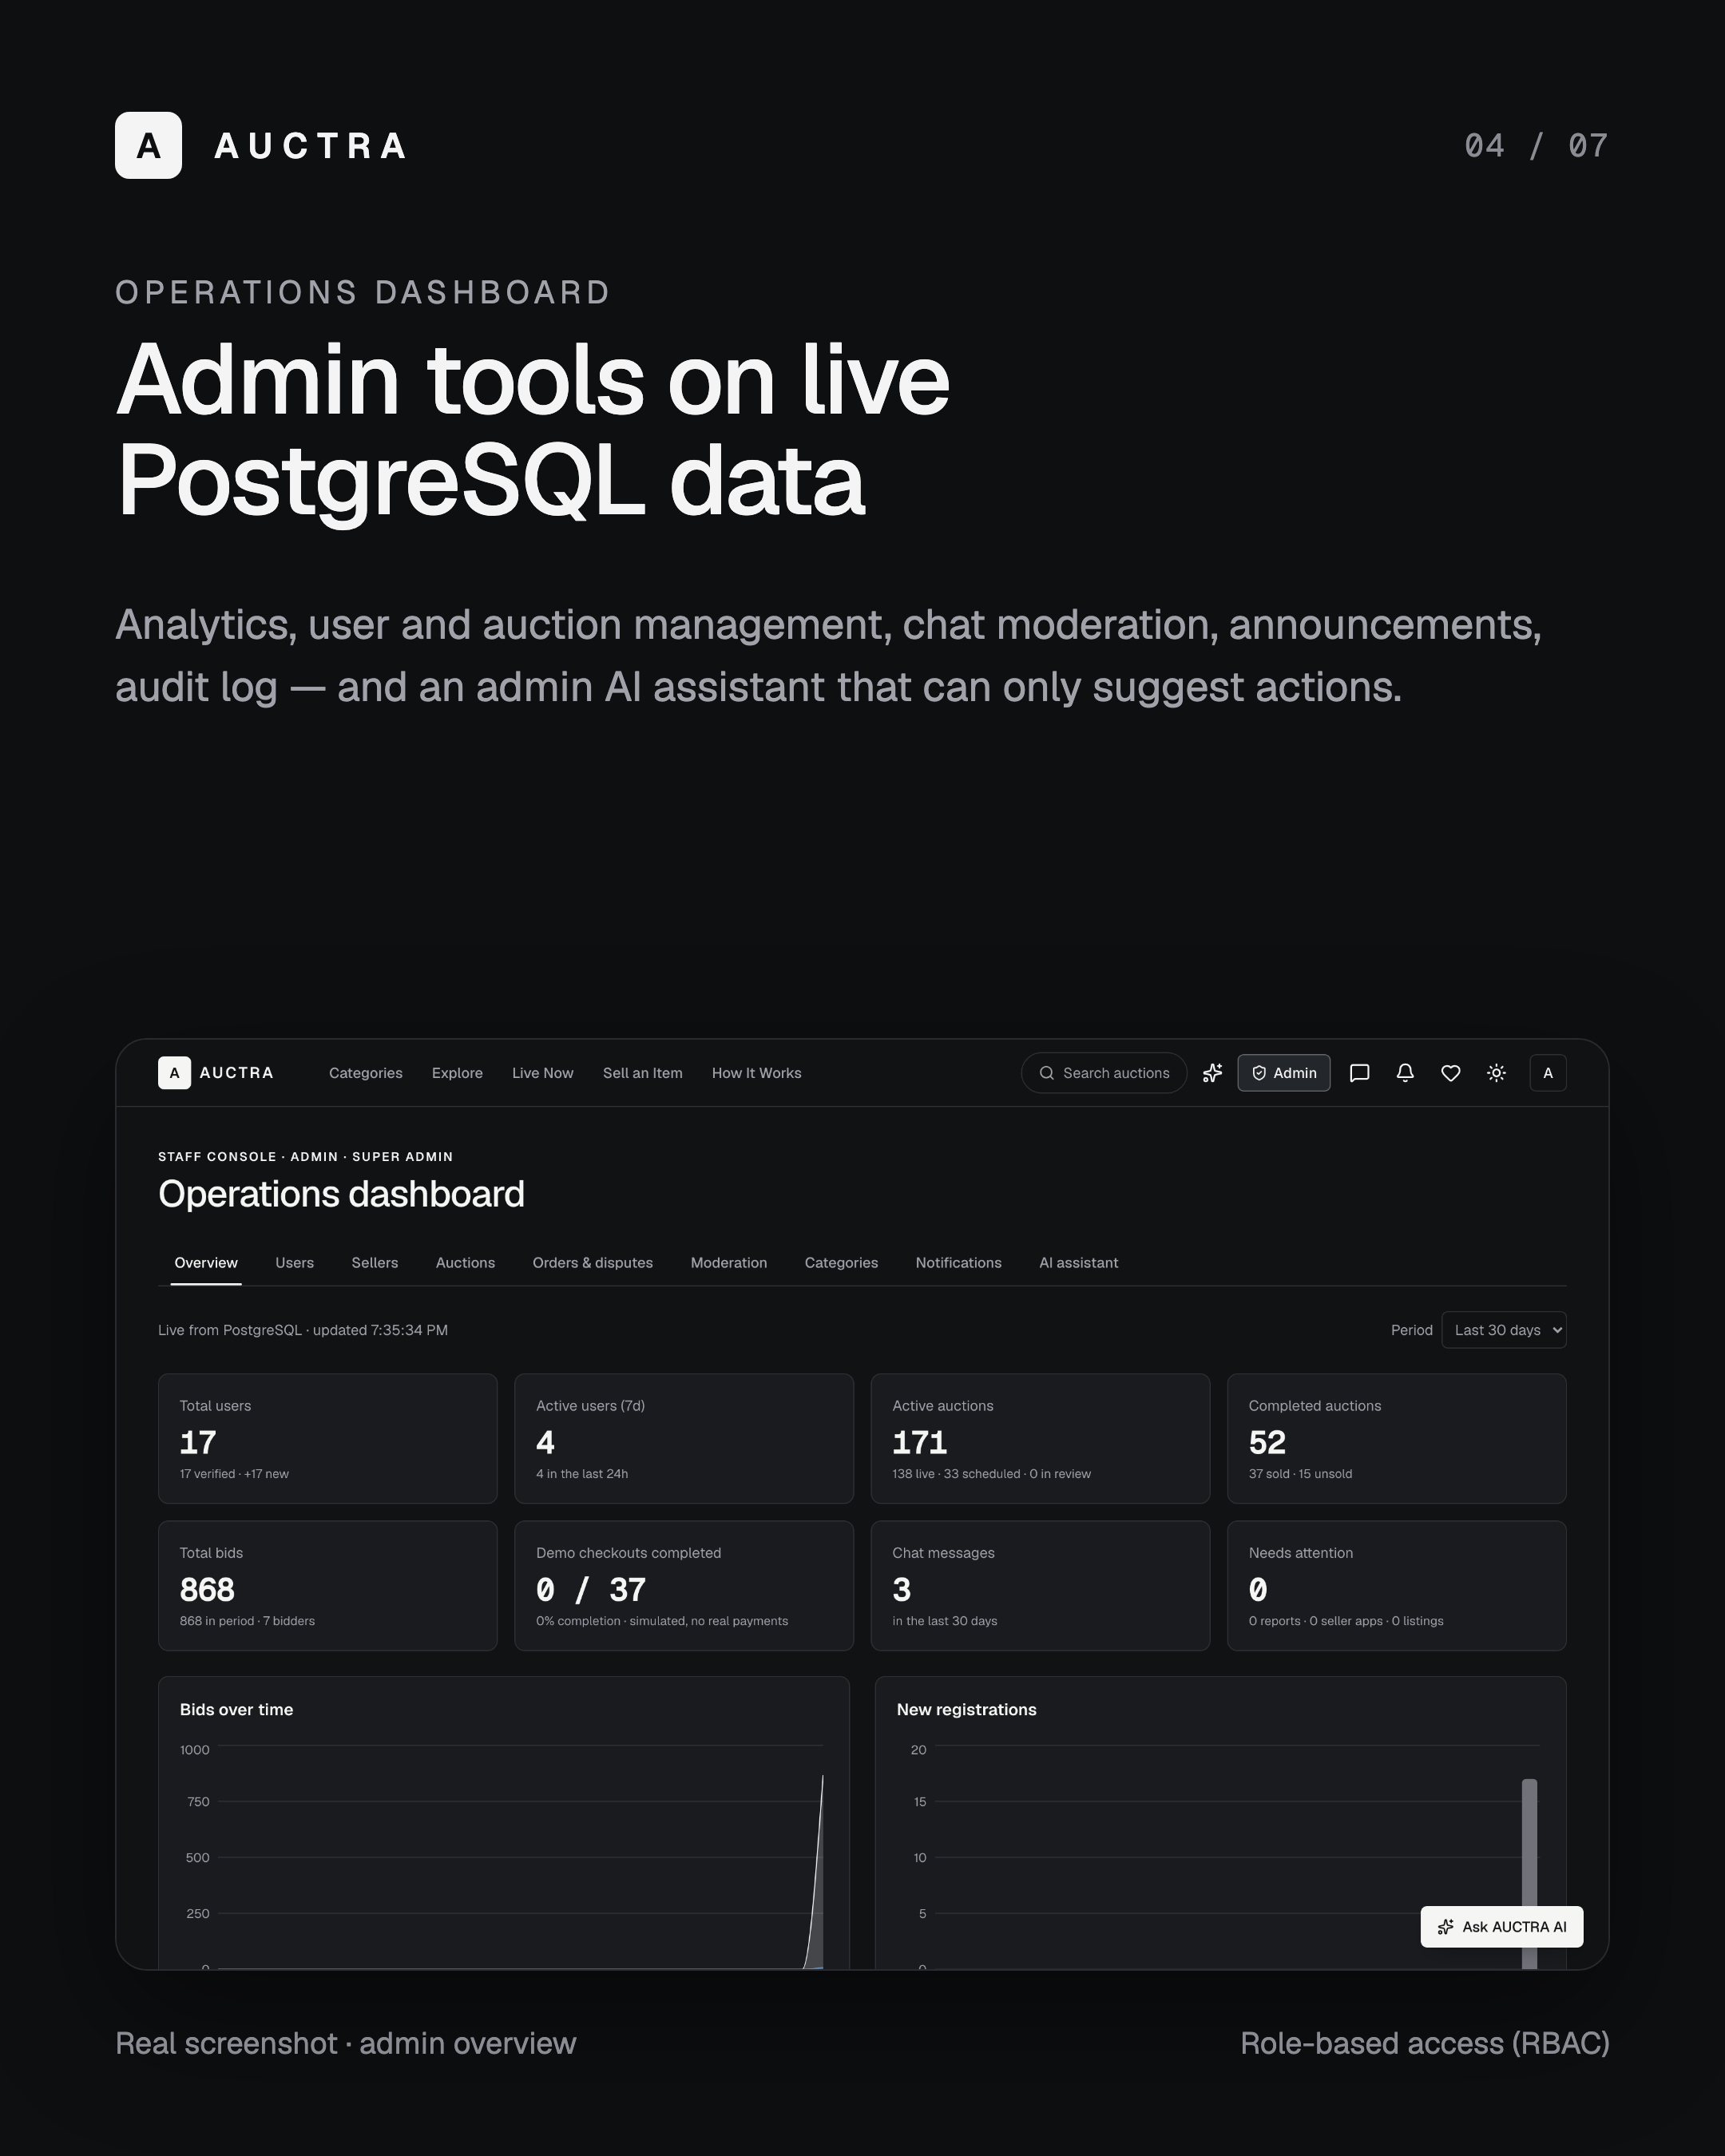 A AUCTRA
04 / 07
OPERATIONS DASHBOARD
Admin tools on live
PostgreSQL data
Analytics, user and auction management, chat moderation, announcements,
audit log — and an admin AI assistant that can only suggest actions.
A AUCTRA Categories Explore Live Now Sell an Item How It Works Search auctions Admin A
STAFF CONSOLE · ADMIN · SUPER ADMIN
Operations dashboard
Overview Users Sellers Auctions Orders & disputes Moderation Categories Notifications AI assistant
Live from PostgreSQL · updated 7:35:34 PM Period Last 30 days
Total users
17
17 verified · +17 new
Active users (7d)
4
4 in the last 24h
Active auctions
171
138 live · 33 scheduled · 0 in review
Completed auctions
52
37 sold · 15 unsold
Total bids
868
868 in period · 7 bidders
Demo checkouts completed
0 / 37
0% completion · simulated, no real payments
Chat messages
3
in the last 30 days
Needs attention
0
0 reports · 0 seller apps · 0 listings
Bids over time
1000
750
500
250
0
New registrations
20
15
10
5
0
Ask AUCTRA AI
Real screenshot · admin overview
Role-based access (RBAC)